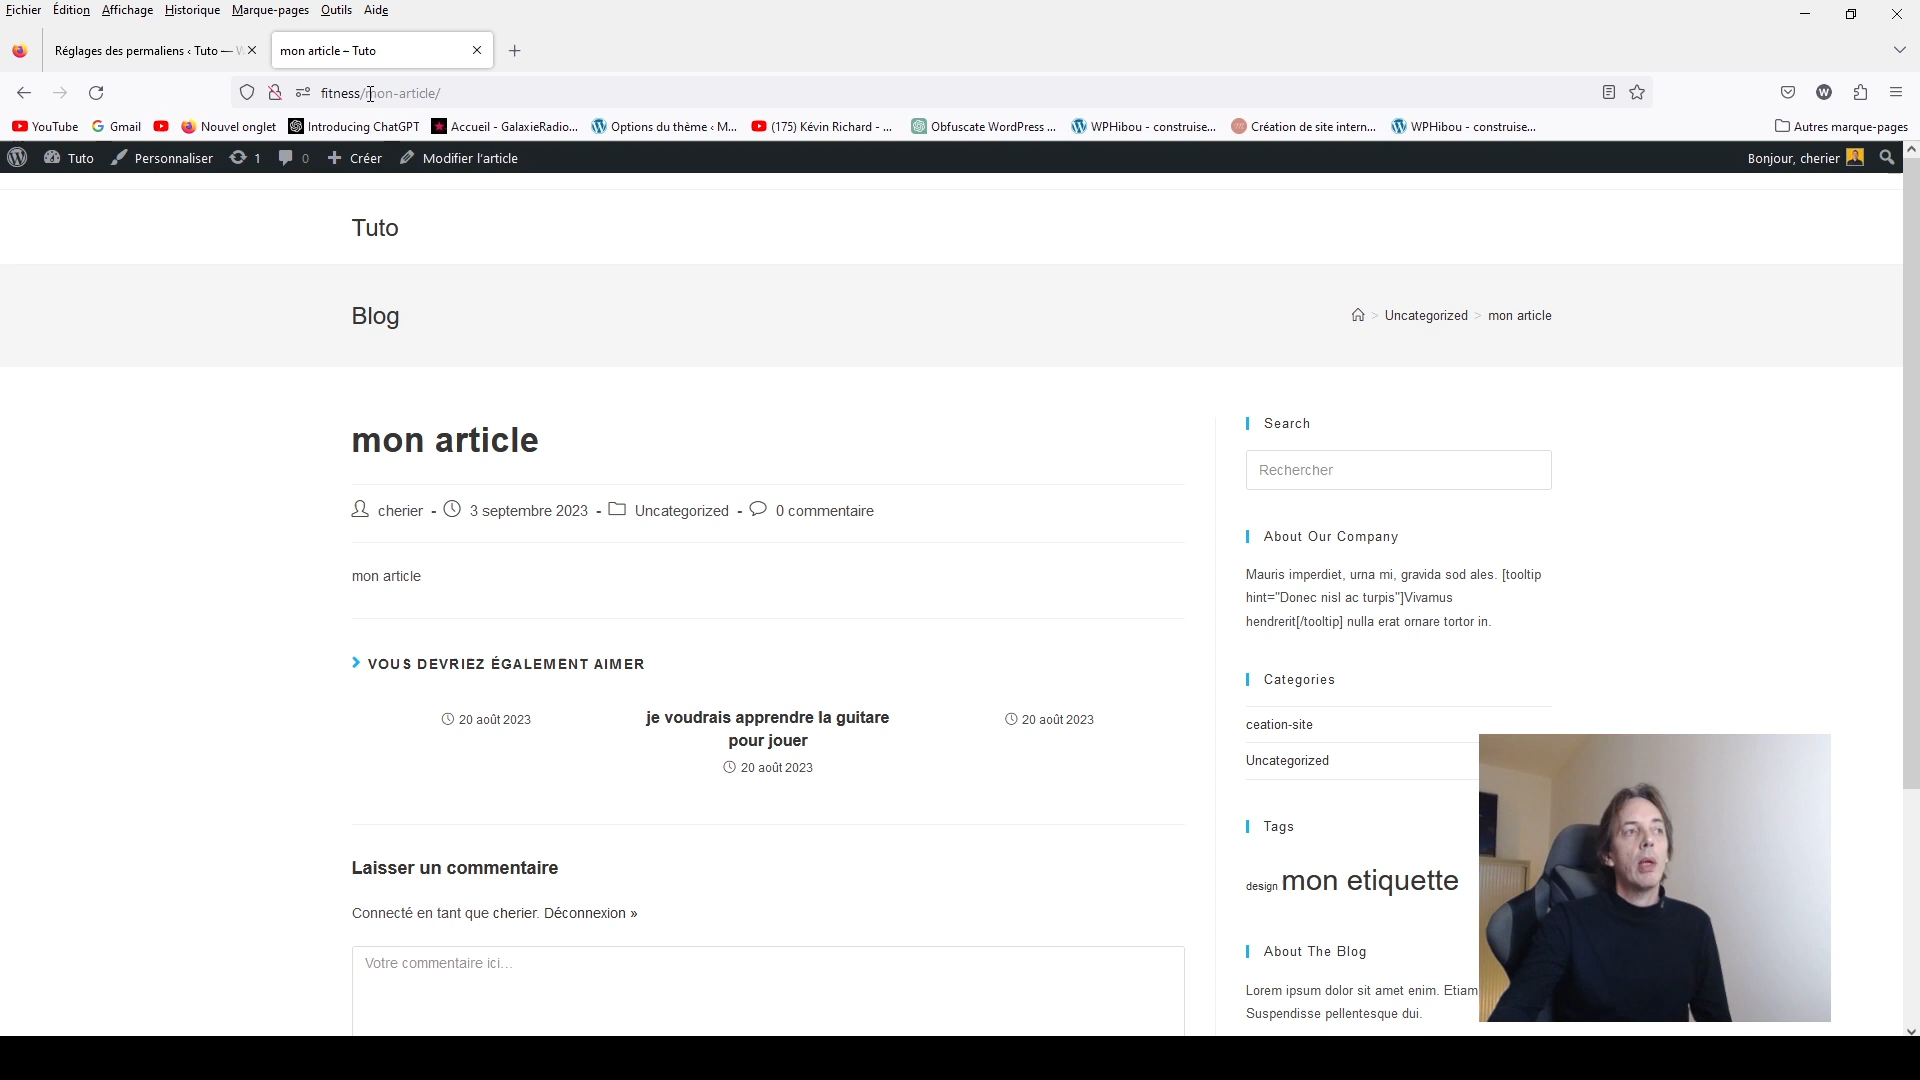 Fichier Édition Affichage Historique Marque-pages Outils Aide
Réglages des permaliens ‹ Tuto — W
mon article – Tuto
fitness/mon-article/
YouTube Gmail Nouvel onglet Introducing ChatGPT Accueil - GalaxieRadio... Options du thème ‹ M... (175) Kévin Richard - ... Obfuscate WordPress ... WPHibou - construise... Création de site intern... WPHibou - construise... Autres marque-pages
Tuto Personnaliser 1 0 Créer Modifier l'article Bonjour, cherier
Tuto
Blog
> Uncategorized > mon article
mon article
cherier - 3 septembre 2023 - Uncategorized - 0 commentaire
mon article
VOUS DEVRIEZ ÉGALEMENT AIMER
20 août 2023
je voudrais apprendre la guitare
pour jouer
20 août 2023
20 août 2023
Laisser un commentaire
Connecté en tant que cherier. Déconnexion »
Votre commentaire ici…
Search
Rechercher
About Our Company
Mauris imperdiet, urna mi, gravida sod ales. [tooltip
hint="Donec nisl ac turpis"]Vivamus
hendrerit[/tooltip] nulla erat ornare tortor in.
Categories
ceation-site
Uncategorized
Tags
design mon etiquette
About The Blog
Lorem ipsum dolor sit amet enim. Etiam
Suspendisse pellentesque dui.